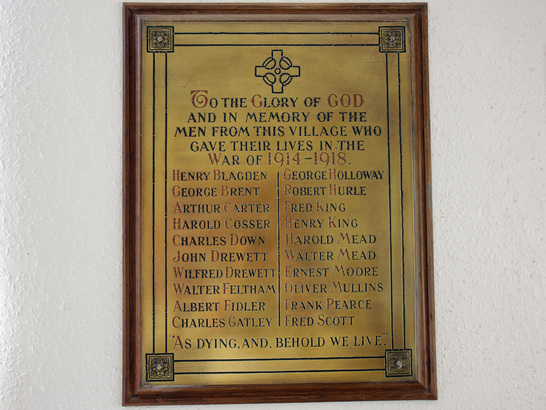 To the Glory of GOD
and in memory of the
men from this village who
gave their lives in the
War of 1914-1918.
Henry Blagden
George Brent
Arthur Carter
Harold Cosser
Charles Down
John Drewett
Wilfred Drewett
Walter Feltham
Albert Fidler
Charles Gatley
George Holloway
Robert Hurle
Fred King
Henry King
Harold Mead
Walter Mead
Ernest Moore
Oliver Mullins
Frank Pearce
Fred Scott
"As dying, and, behold we live."